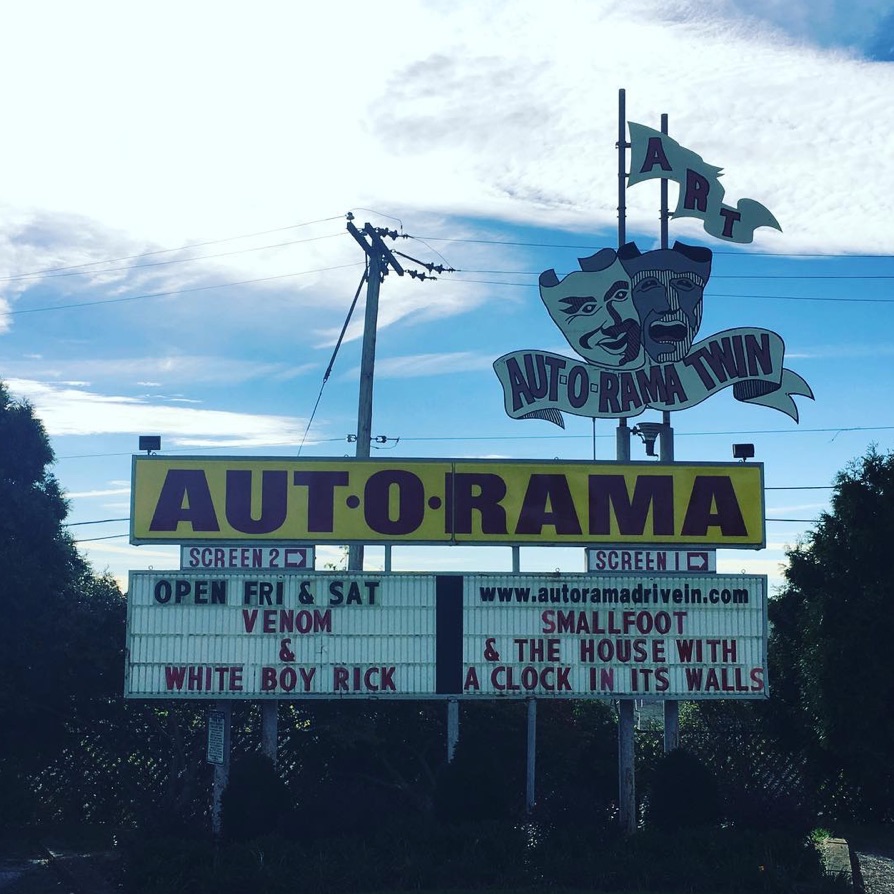 ART
AUT-O-RAMA TWIN
AUT·O·RAMA
SCREEN 2
SCREEN 1
OPEN FRI & SAT
VENOM
&
WHITE BOY RICK
www.autoramadrivein.com
SMALLFOOT
& THE HOUSE WITH
A CLOCK IN ITS WALLS